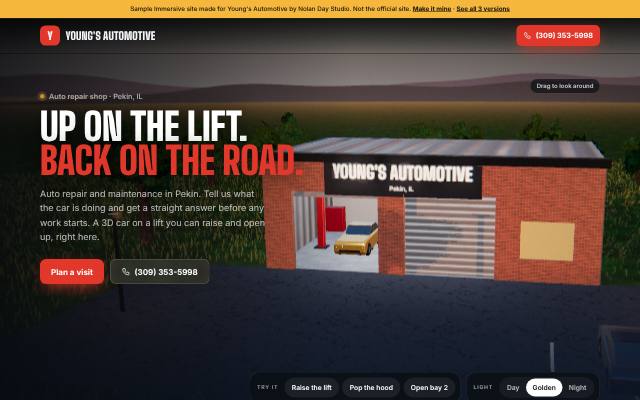 Sample Immersive site made for Young's Automotive by Nolan Day Studio. Not the official site. Make it mine · See all 3 versions
Y YOUNG'S AUTOMOTIVE
(309) 353-5998
Drag to look around
Auto repair shop · Pekin, IL
UP ON THE LIFT.
BACK ON THE ROAD.
YOUNG'S AUTOMOTIVE
Pekin, IL
Auto repair and maintenance in Pekin. Tell us what
the car is doing and get a straight answer before any
work starts. A 3D car on a lift you can raise and open
up, right here.
Plan a visit
(309) 353-5998
TRY IT Raise the lift Pop the hood Open bay 2
LIGHT Day Golden Night